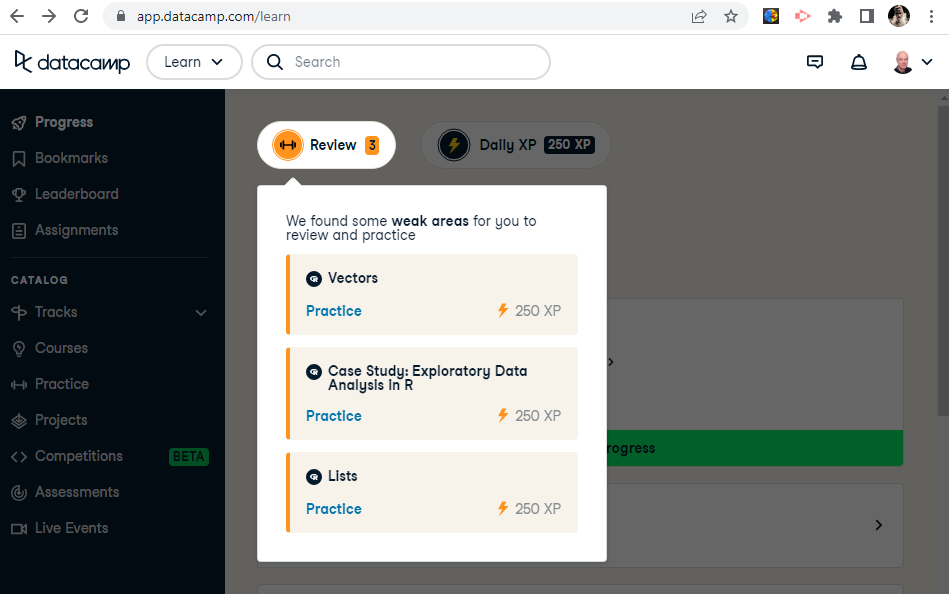 app.datacamp.com/learn
datacamp
Learn
Search
Progress
Bookmarks
Leaderboard
Assignments
CATALOG
Tracks
Courses
Practice
Projects
Competitions BETA
Assessments
Live Events
Review 3
Daily XP 250 XP
We found some weak areas for you to
review and practice
Vectors
Practice 250 XP
Case Study: Exploratory Data
Analysis in R
Practice 250 XP
Lists
Practice 250 XP
rogress